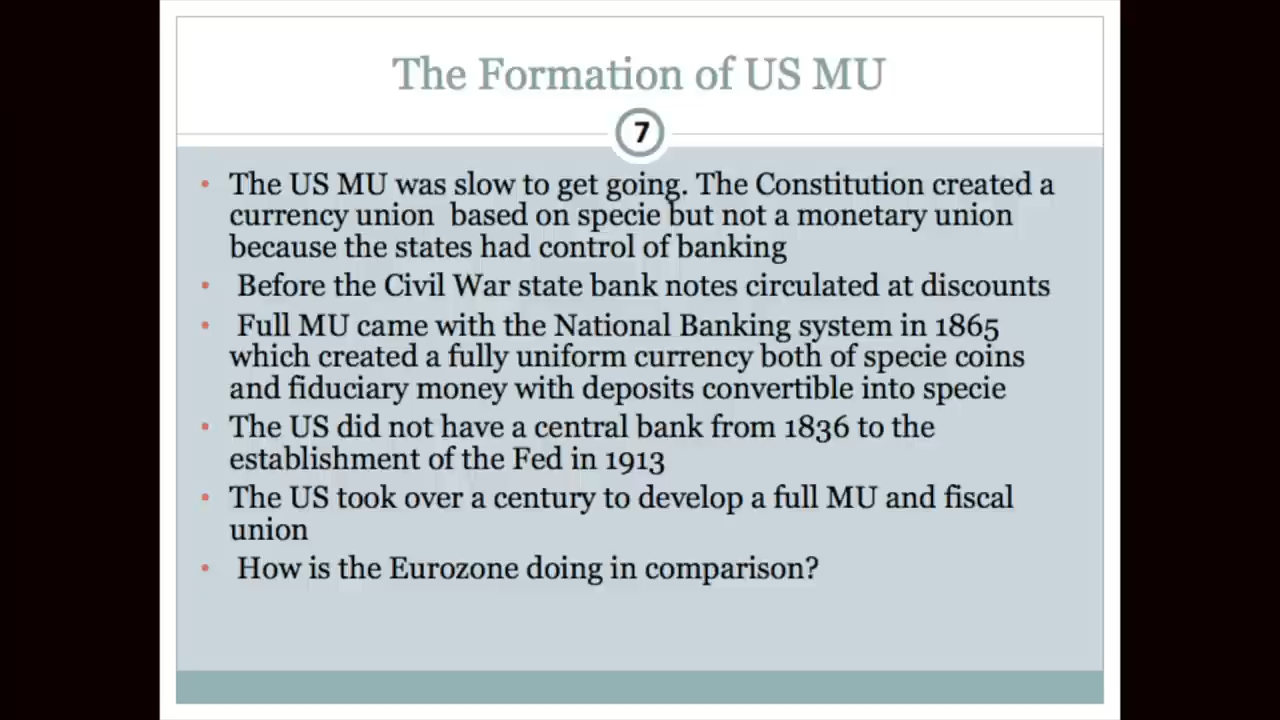 The Formation of US MU
7
• The US MU was slow to get going. The Constitution created a
currency union based on specie but not a monetary union
because the states had control of banking
• Before the Civil War state bank notes circulated at discounts
• Full MU came with the National Banking system in 1865
which created a fully uniform currency both of specie coins
and fiduciary money with deposits convertible into specie
• The US did not have a central bank from 1836 to the
establishment of the Fed in 1913
• The US took over a century to develop a full MU and fiscal
union
• How is the Eurozone doing in comparison?